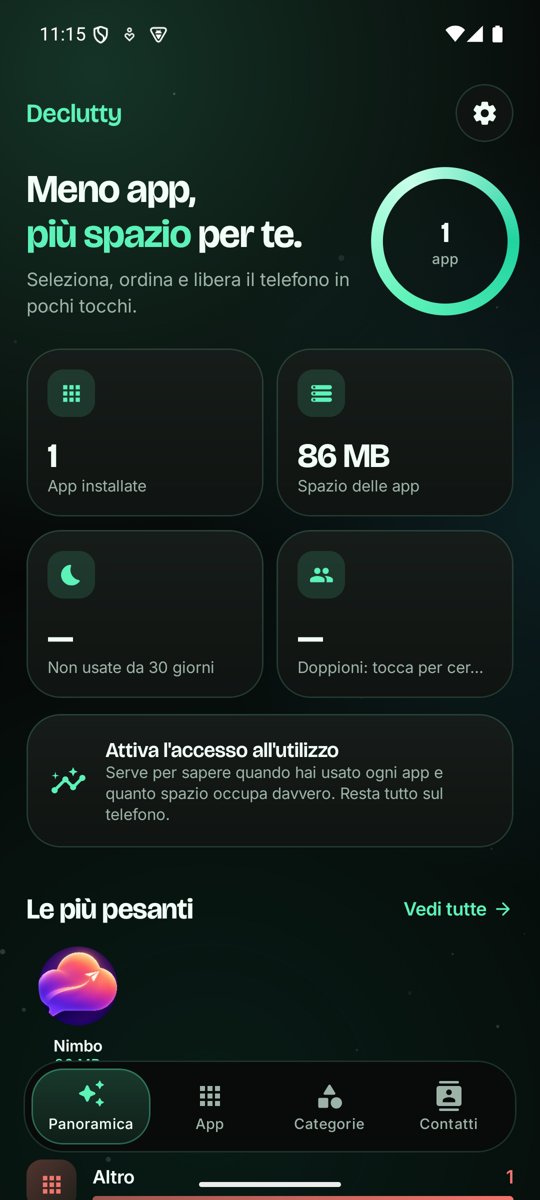 11:15
Declutty
Meno app,
più spazio per te.
Seleziona, ordina e libera il telefono in
pochi tocchi.
1
app
1
App installate
86 MB
Spazio delle app
—
Non usate da 30 giorni
—
Doppioni: tocca per cer...
Attiva l'accesso all'utilizzo
Serve per sapere quando hai usato ogni app e
quanto spazio occupa davvero. Resta tutto sul
telefono.
Le più pesanti
Vedi tutte →
Nimbo
Panoramica
App
Categorie
Contatti
Altro
1